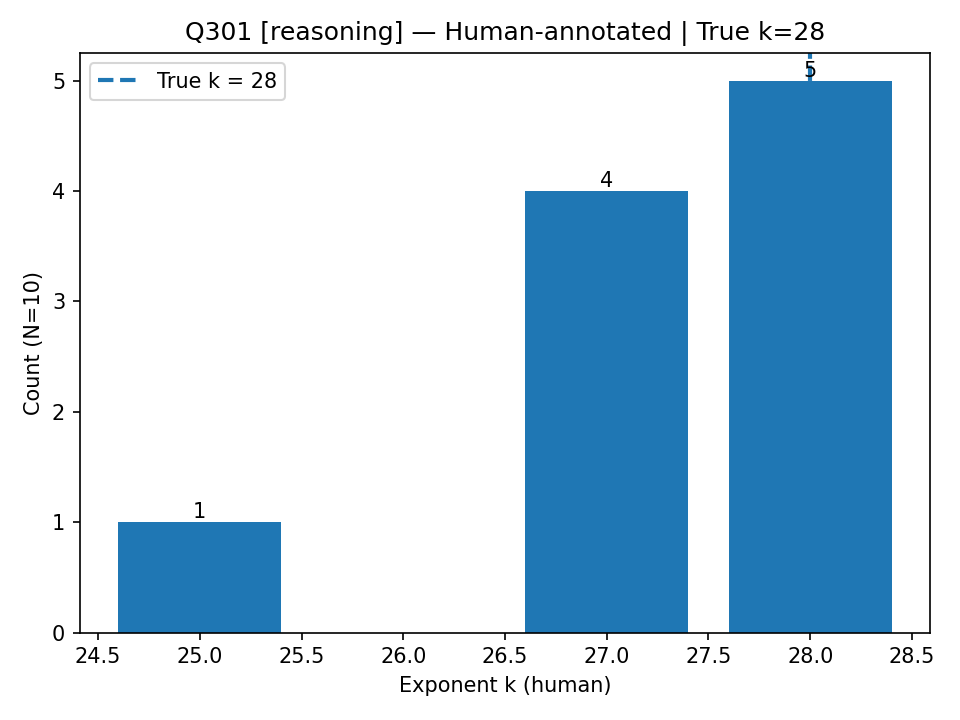 Q301 [reasoning] — Human-annotated | True k=28
True k = 28
5
4
1
5
4
3
2
1
0
Count (N=10)
24.5 25.0 25.5 26.0 26.5 27.0 27.5 28.0 28.5
Exponent k (human)